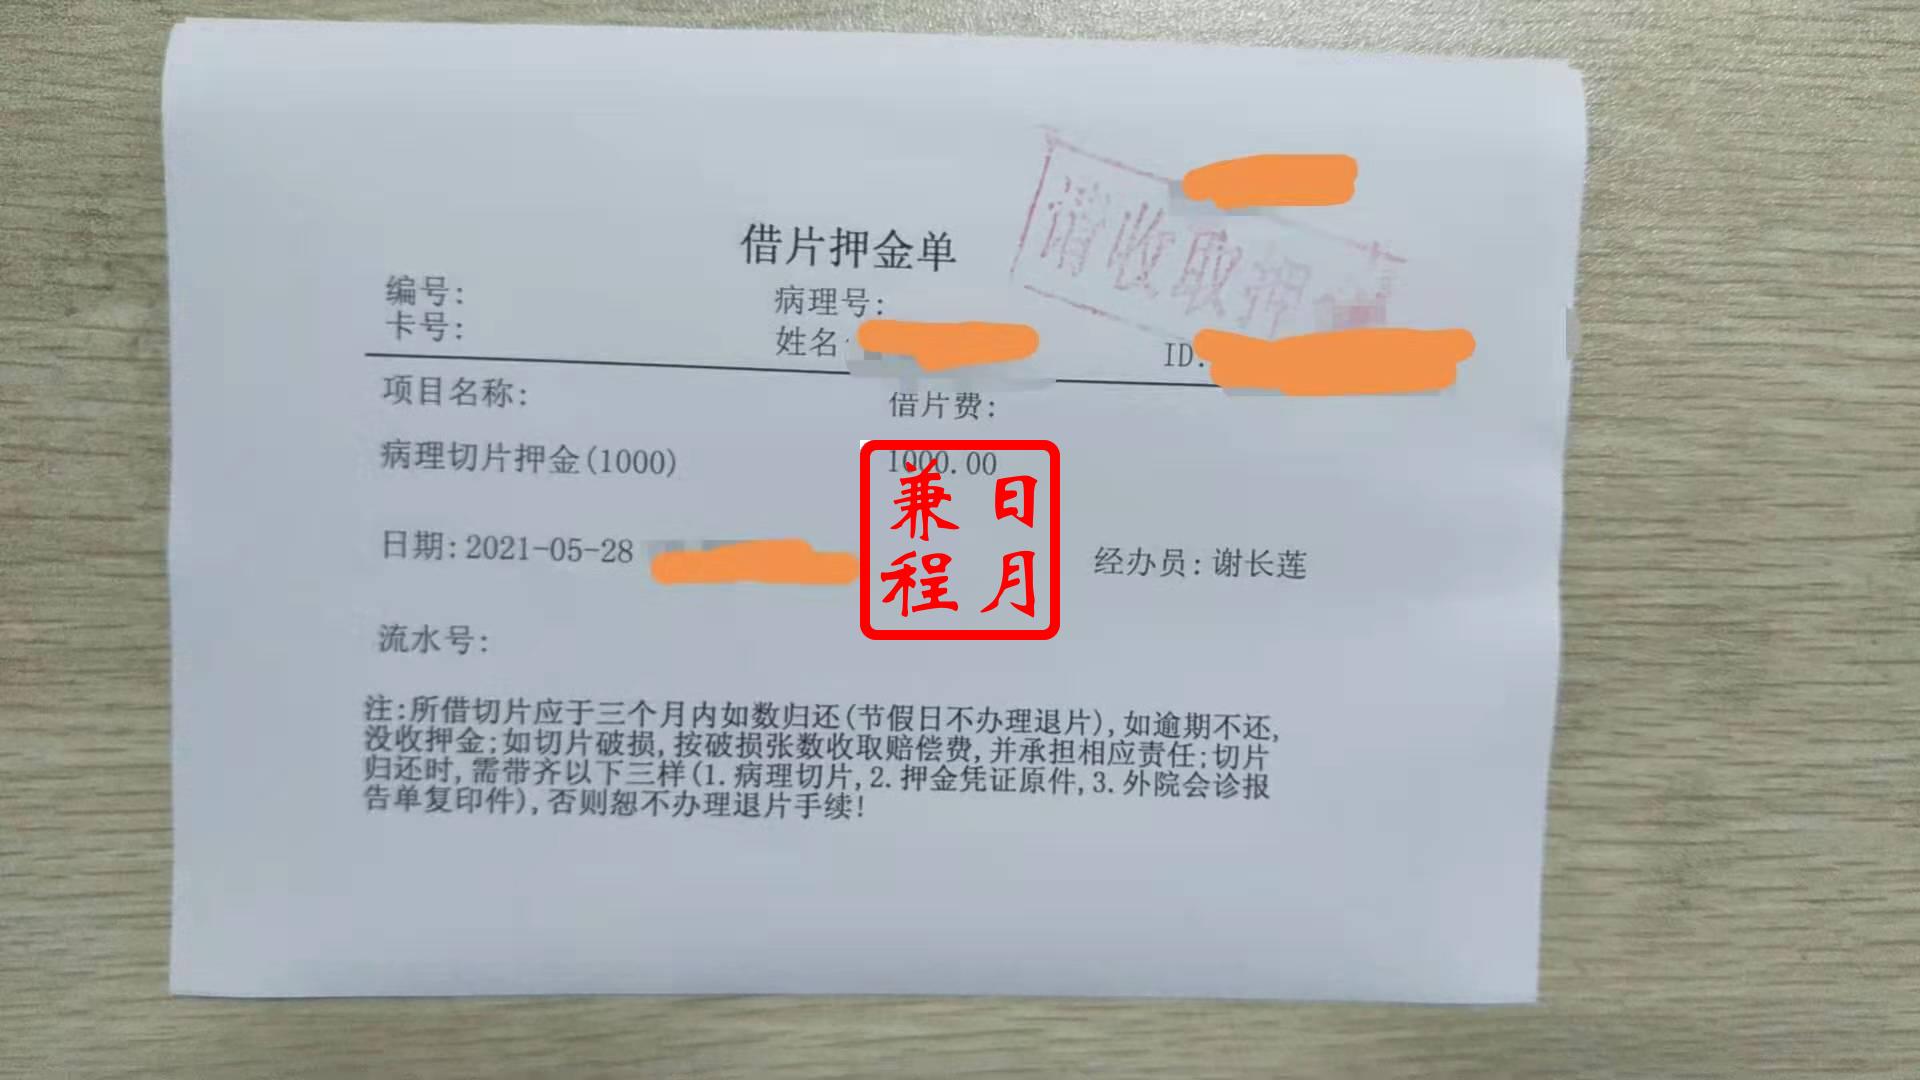 请收取押
借片押金单
编号:
病理号:
卡号:
姓名:
ID:
项目名称:
借片费:
病理切片押金(1000)
1000.00
日月
兼程
日期:2021-05-28
经办员:谢长莲
流水号:
注:所借切片应于三个月内如数归还(节假日不办理退片),如逾期不还,
没收押金;如切片破损,按破损张数收取赔偿费,并承担相应责任;切片
归还时,需带齐以下三样(1.病理切片,2.押金凭证原件,3.外院会诊报
告单复印件),否则恕不办理退片手续!